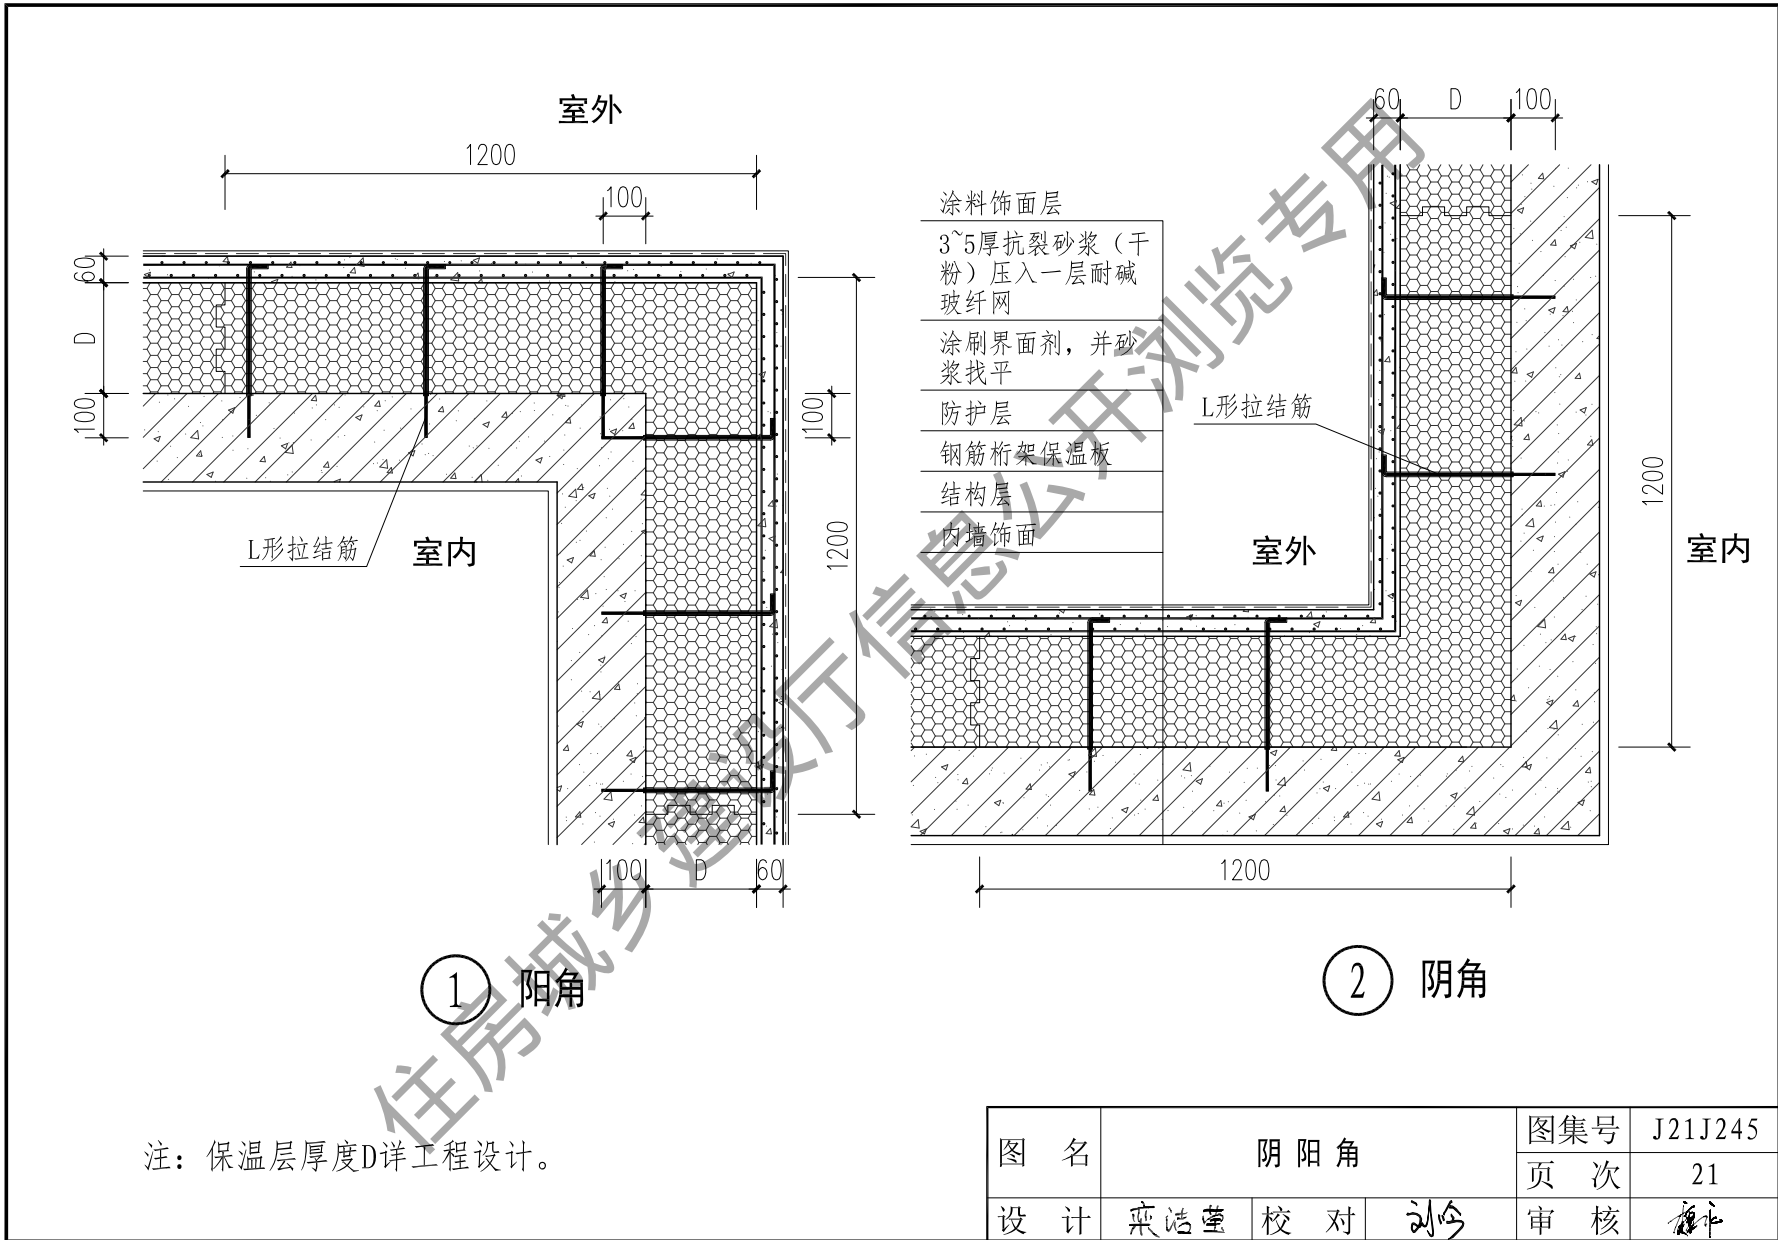 室外
1200
100
60
D
100
100
1200
L形拉结筋
室内
100
D
60
1 阳角
60
D
100
涂料饰面层
3~5厚抗裂砂浆（干
粉）压入一层耐碱
玻纤网
涂刷界面剂，并砂
浆找平
防护层
钢筋桁架保温板
结构层
内墙饰面
L形拉结筋
室外
1200
室内
1200
2 阴角
注：保温层厚度D详工程设计。
住房城乡建设厅信息公开浏览专用
图名 阴阳角 图集号 J21J245
页次 21
设计 栾洁莹 校对 审核